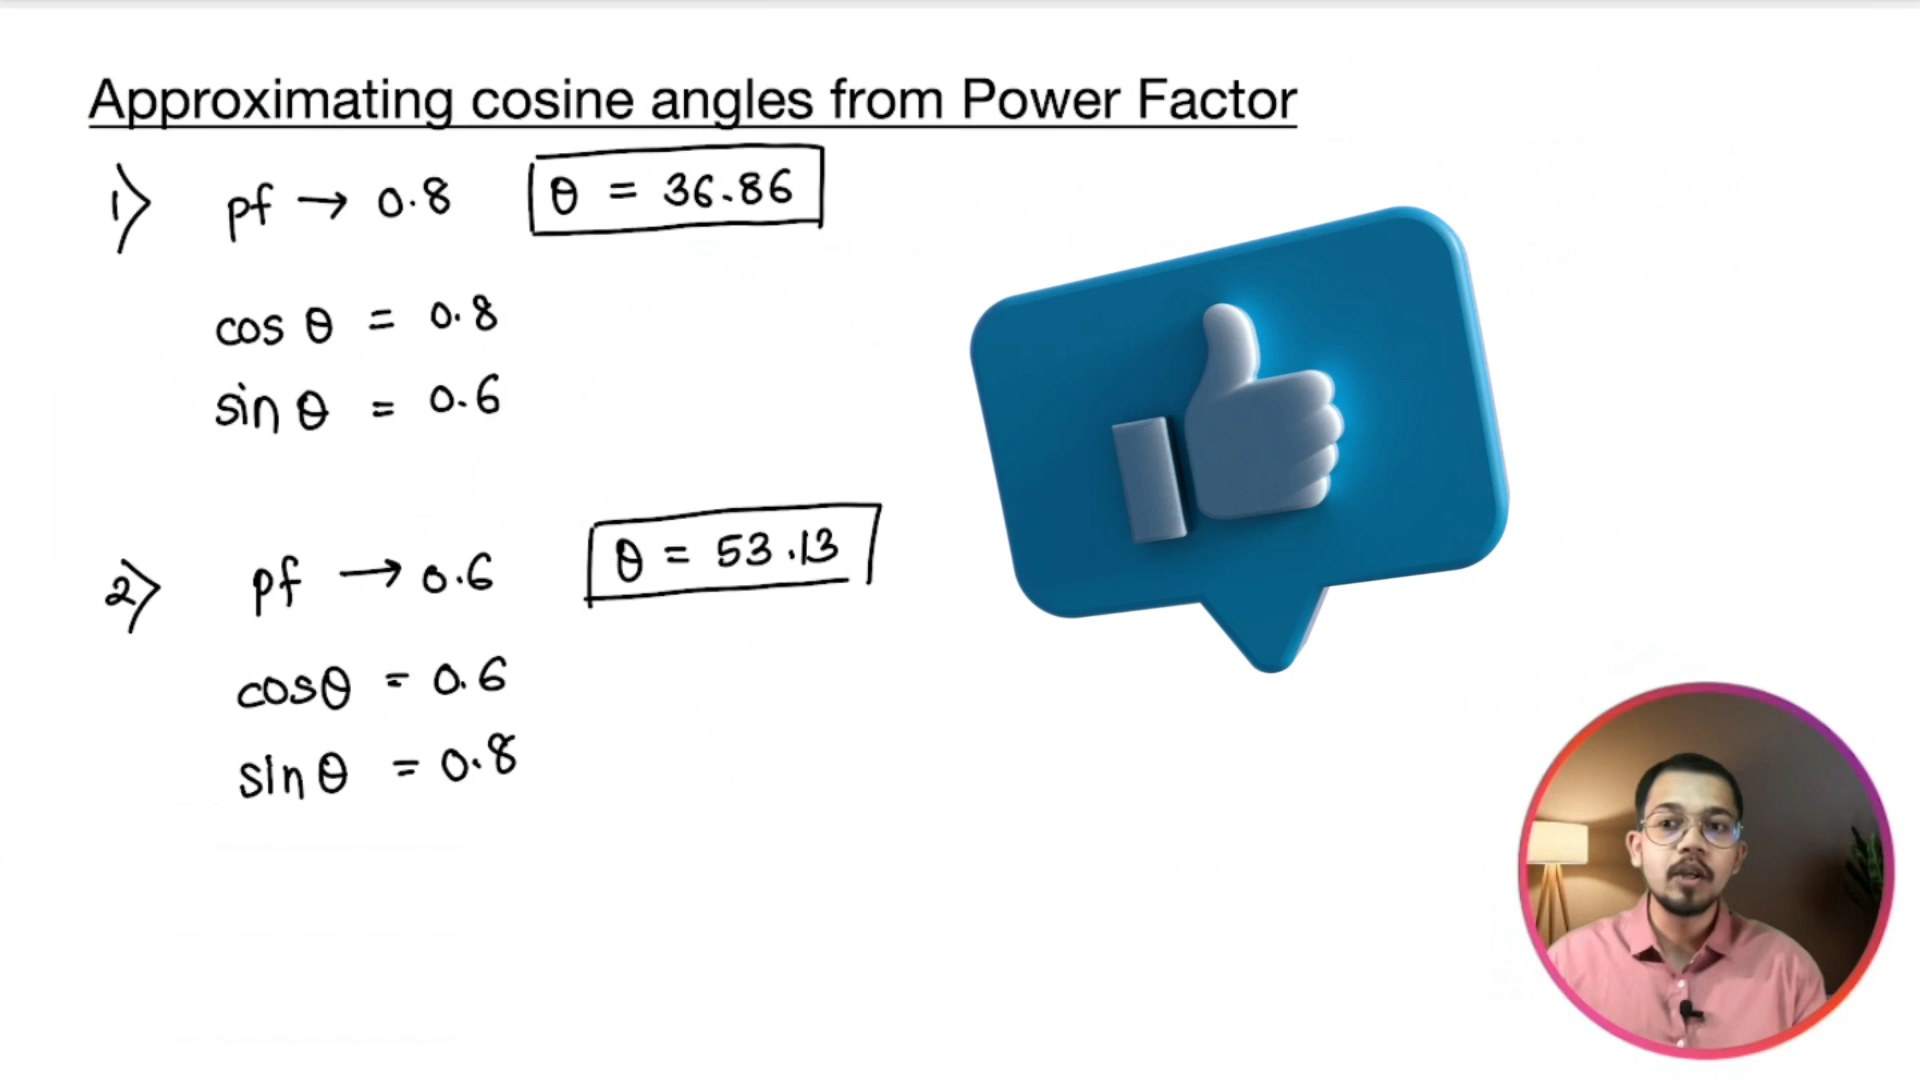 Approximating cosine angles from Power Factor
1) pf → 0.8 θ = 36.86
cos θ = 0.8
sin θ = 0.6
2) pf → 0.6 θ = 53.13
cosθ = 0.6
sinθ = 0.8